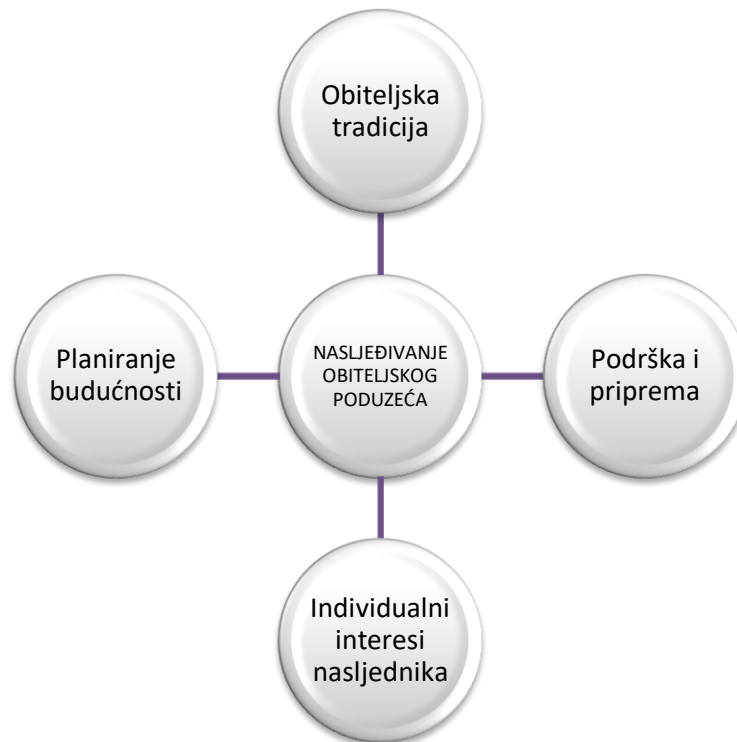 Obiteljska
tradicija
Planiranje
budućnosti
NASLJEĐIVANJE
OBITELJSKOG
PODUZEĆA
Podrška i
priprema
Individualni
interesi
nasljednika